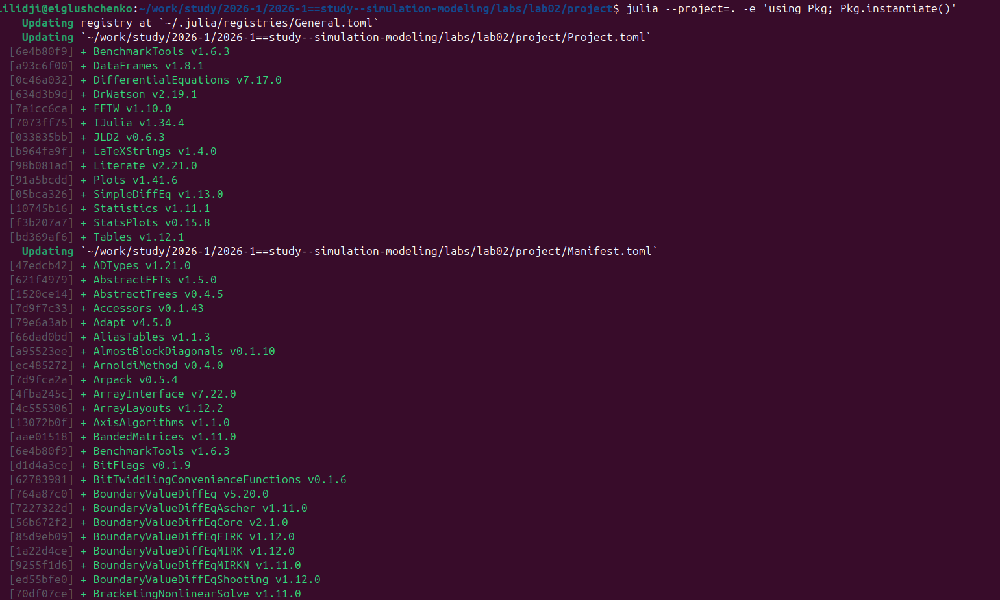 lilidji@eiglushchenko:~/work/study/2026-1/2026-1==study--simulation-modeling/labs/lab02/project$ julia --project=. -e 'using Pkg; Pkg.instantiate()'
Updating registry at `~/.julia/registries/General.toml`
Updating `~/work/study/2026-1/2026-1==study--simulation-modeling/labs/lab02/project/Project.toml`
[6e4b80f9] + BenchmarkTools v1.6.3
[a93c6f00] + DataFrames v1.8.1
[0c46a032] + DifferentialEquations v7.17.0
[634d3b9d] + DrWatson v2.19.1
[7a1cc6ca] + FFTW v1.10.0
[7073ff75] + IJulia v1.34.4
[033835bb] + JLD2 v0.6.3
[b964fa9f] + LaTeXStrings v1.4.0
[98b081ad] + Literate v2.21.0
[91a5bcdd] + Plots v1.41.6
[05bca326] + SimpleDiffEq v1.13.0
[10745b16] + Statistics v1.11.1
[f3b207a7] + StatsPlots v0.15.8
[bd369af6] + Tables v1.12.1
Updating `~/work/study/2026-1/2026-1==study--simulation-modeling/labs/lab02/project/Manifest.toml`
[47edcb42] + ADTypes v1.21.0
[621f4979] + AbstractFFTs v1.5.0
[1520ce14] + AbstractTrees v0.4.5
[7d9f7c33] + Accessors v0.1.43
[79e6a3ab] + Adapt v4.5.0
[66dad0bd] + AliasTables v1.1.3
[a95523ee] + AlmostBlockDiagonals v0.1.10
[ec485272] + ArnoldiMethod v0.4.0
[7d9fca2a] + Arpack v0.5.4
[4fba245c] + ArrayInterface v7.22.0
[4c555306] + ArrayLayouts v1.12.2
[13072b0f] + AxisAlgorithms v1.1.0
[aae01518] + BandedMatrices v1.11.0
[6e4b80f9] + BenchmarkTools v1.6.3
[d1d4a3ce] + BitFlags v0.1.9
[62783981] + BitTwiddlingConvenienceFunctions v0.1.6
[764a87c0] + BoundaryValueDiffEq v5.20.0
[7227322d] + BoundaryValueDiffEqAscher v1.11.0
[56b672f2] + BoundaryValueDiffEqCore v2.1.0
[85d9eb09] + BoundaryValueDiffEqFIRK v1.12.0
[1a22d4ce] + BoundaryValueDiffEqMIRK v1.12.0
[9255f1d6] + BoundaryValueDiffEqMIRKN v1.11.0
[ed55bfe0] + BoundaryValueDiffEqShooting v1.12.0
[70df07ce] + BracketingNonlinearSolve v1.11.0